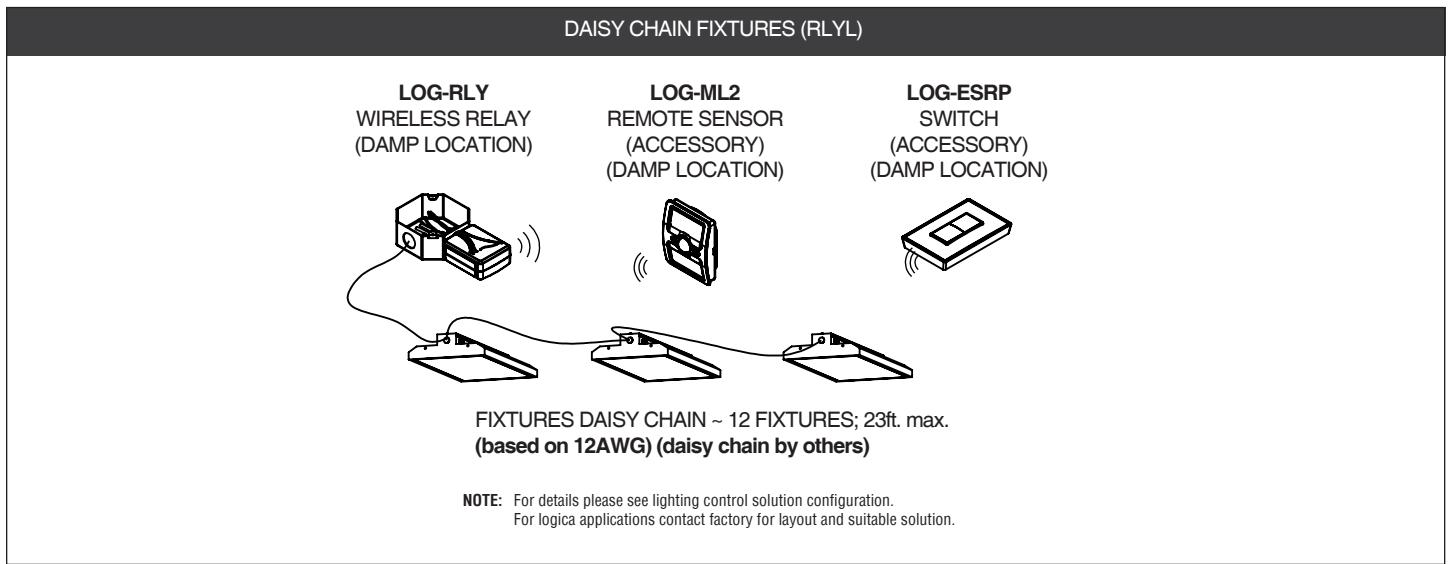 DAISY CHAIN FIXTURES (RLYL)
LOG-RLY
WIRELESS RELAY
(DAMP LOCATION)
LOG-ML2
REMOTE SENSOR
(ACCESSORY)
(DAMP LOCATION)
LOG-ESRP
SWITCH
(ACCESSORY)
(DAMP LOCATION)
FIXTURES DAISY CHAIN ~ 12 FIXTURES; 23ft. max.
(based on 12AWG) (daisy chain by others)
NOTE: For details please see lighting control solution configuration.
For logica applications contact factory for layout and suitable solution.